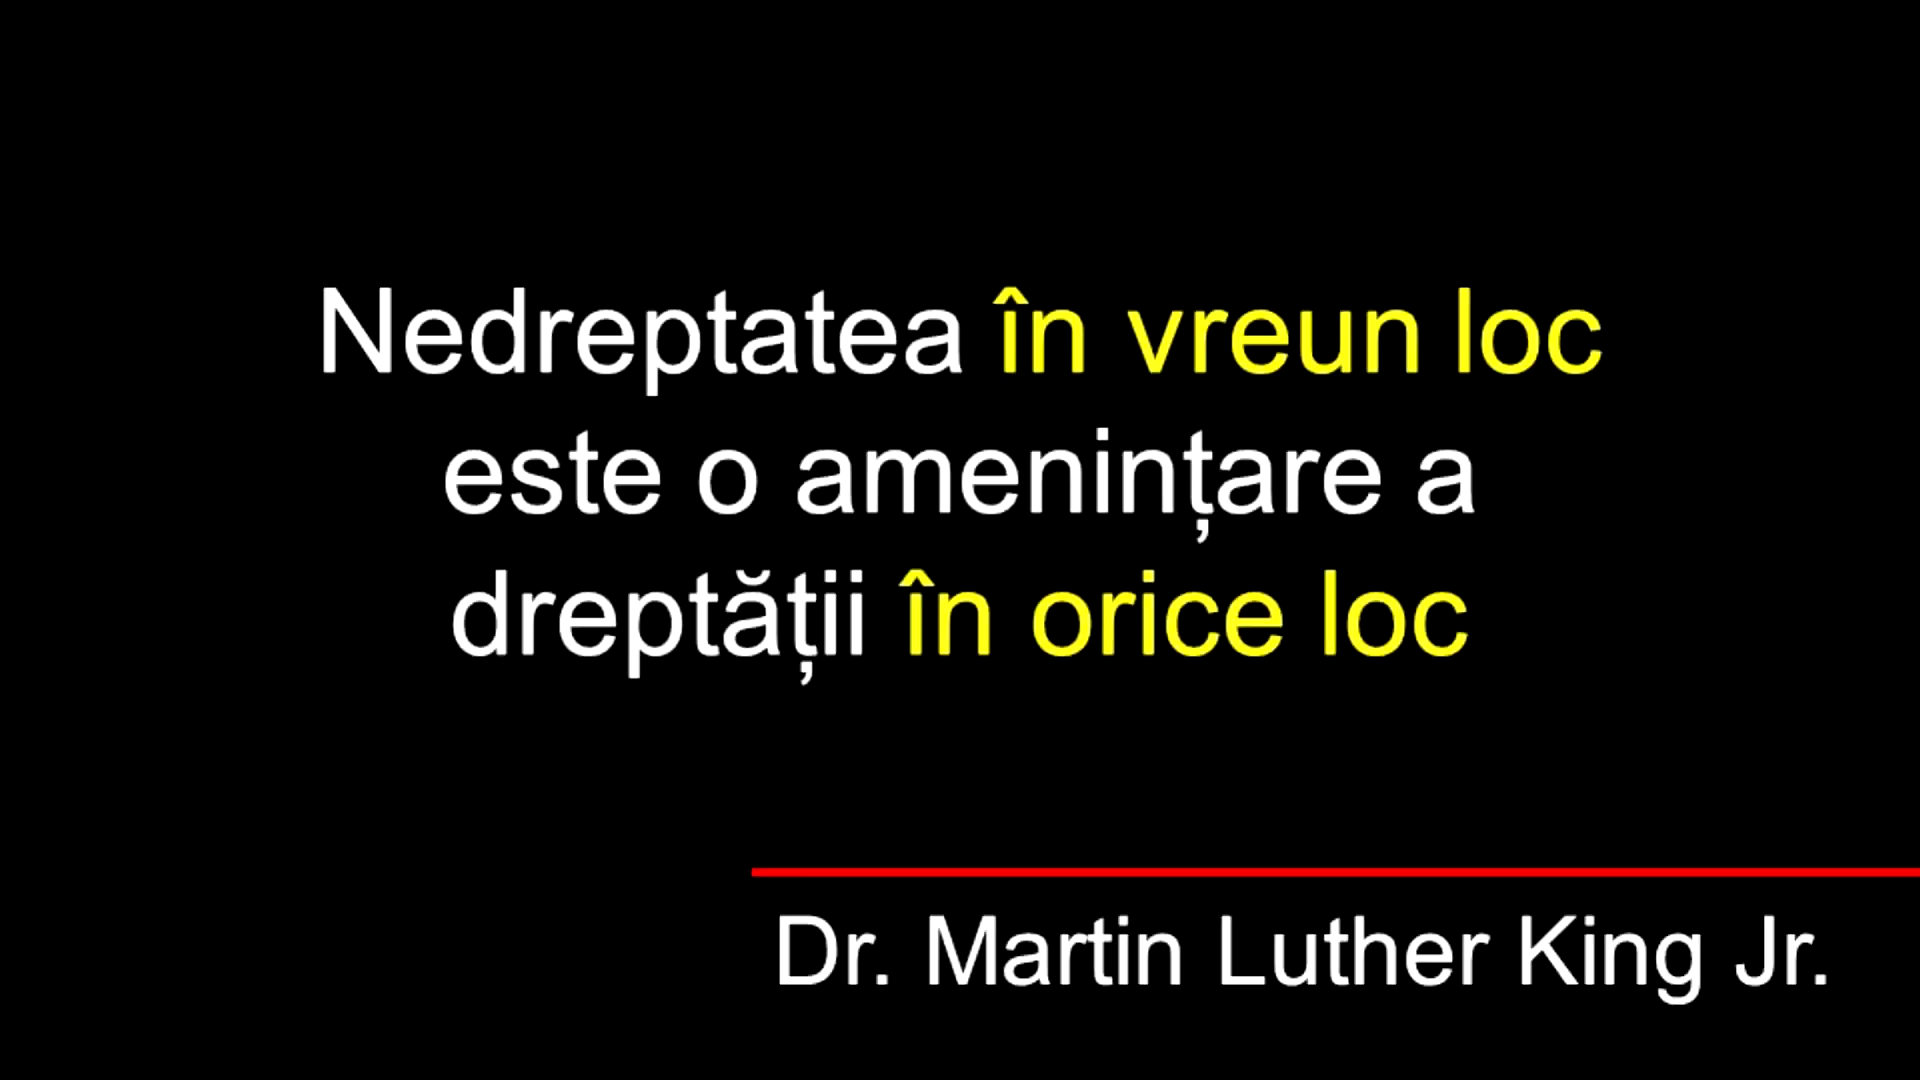 Nedreptatea în vreun loc
este o amenințare a
dreptății în orice loc
Dr. Martin Luther King Jr.